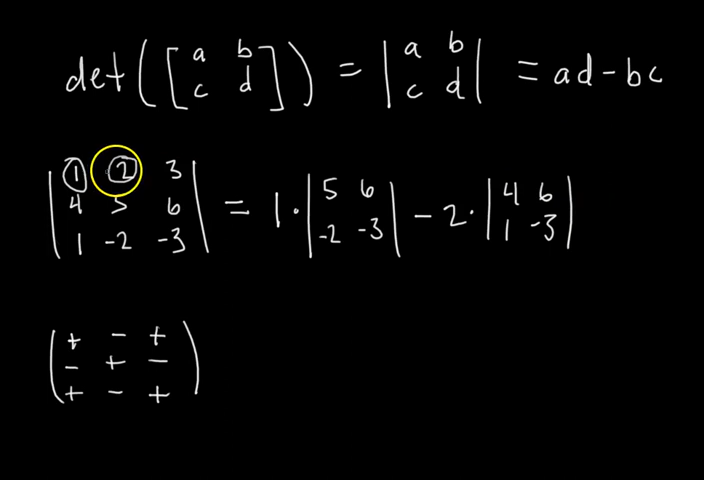 det([a b c d]) = |a b c d| = ad - bc
|1 2 3 4 5 6 1 -2 -3| = 1 · |5 6 -2 -3| - 2 · |4 6 1 -3|
(+ - +
- + -
+ - +)